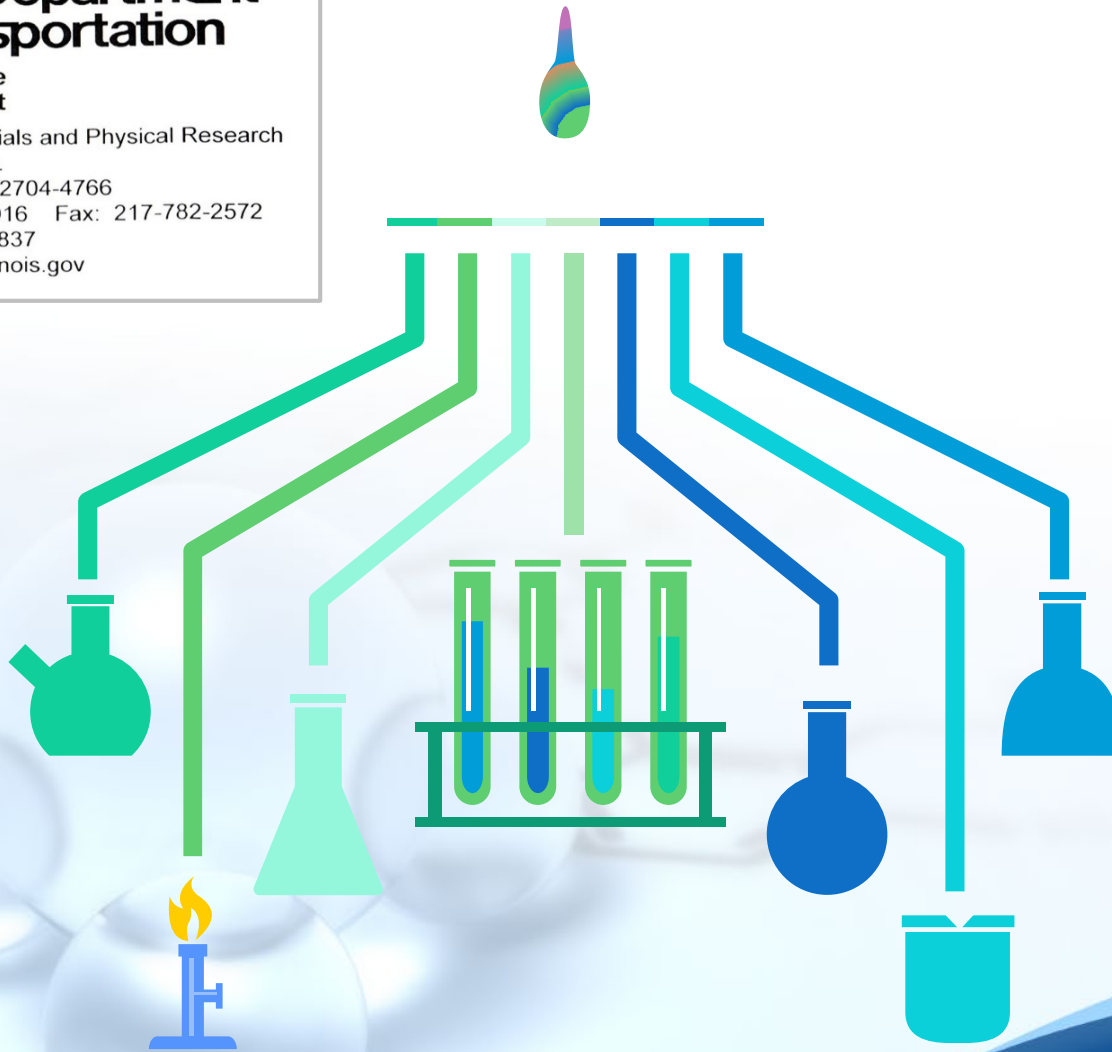 sportation
ials and Physical Research
2704-4766
016 Fax: 217-782-2572
837
nois.gov